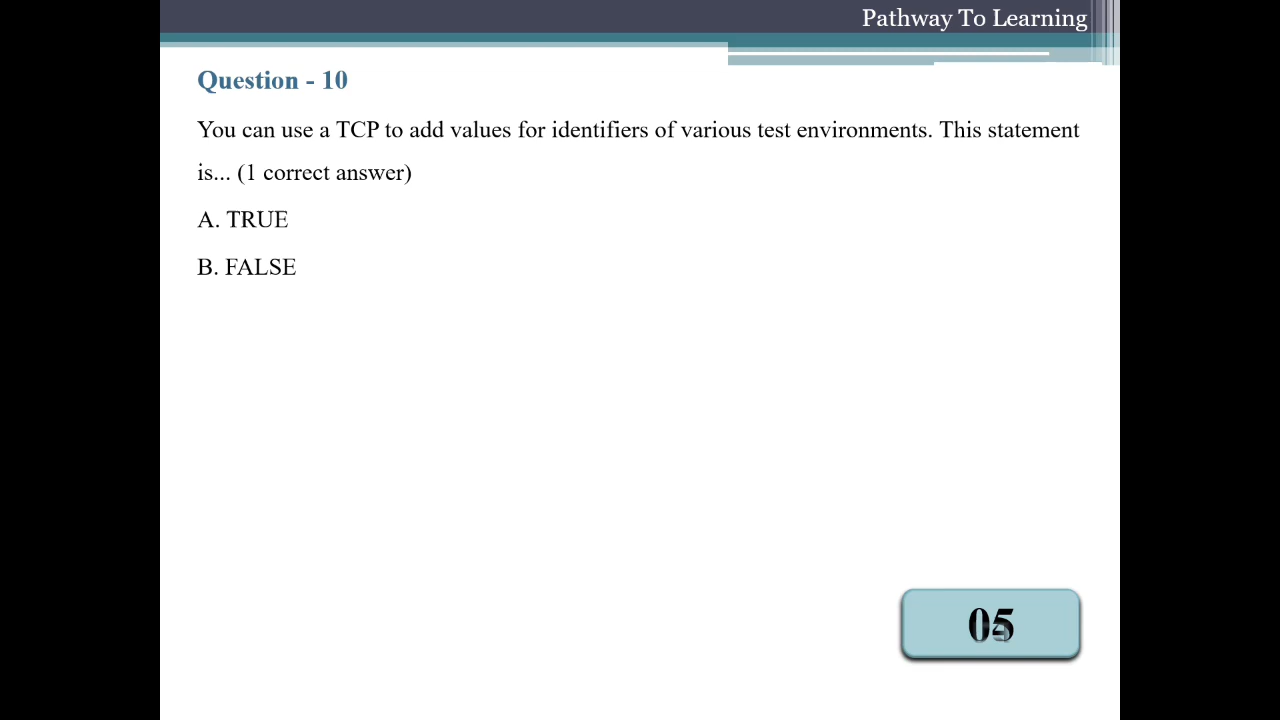 Pathway To Learning
Question - 10
You can use a TCP to add values for identifiers of various test environments. This statement
is... (1 correct answer)
A. TRUE
B. FALSE
05